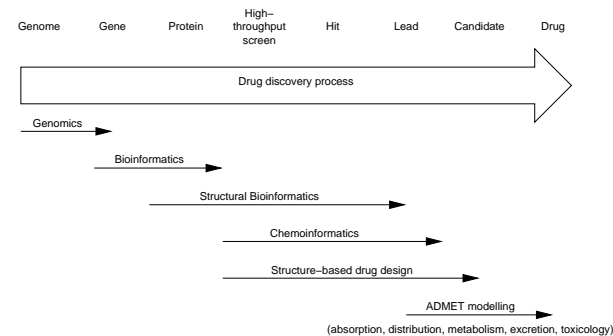 Genome Gene Protein High–throughput screen Hit Lead Candidate Drug
Drug discovery process
Genomics
Bioinformatics
Structural Bioinformatics
Chemoinformatics
Structure–based drug design
ADMET modelling
(absorption, distribution, metabolism, excretion, toxicology)